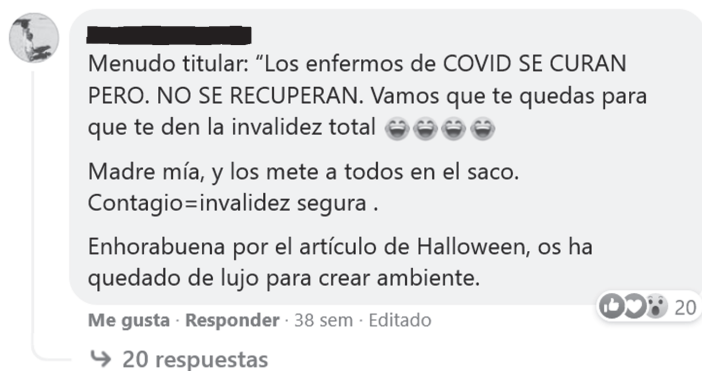 Menudo titular: “Los enfermos de COVID SE CURAN
PERO. NO SE RECUPERAN. Vamos que te quedas para
que te den la invalidez total 😄😄😄😄
Madre mía, y los mete a todos en el saco.
Contagio=invalidez segura .
Enhorabuena por el artículo de Halloween, os ha
quedado de lujo para crear ambiente.
Me gusta · Responder · 38 sem · Editado
20
20 respuestas